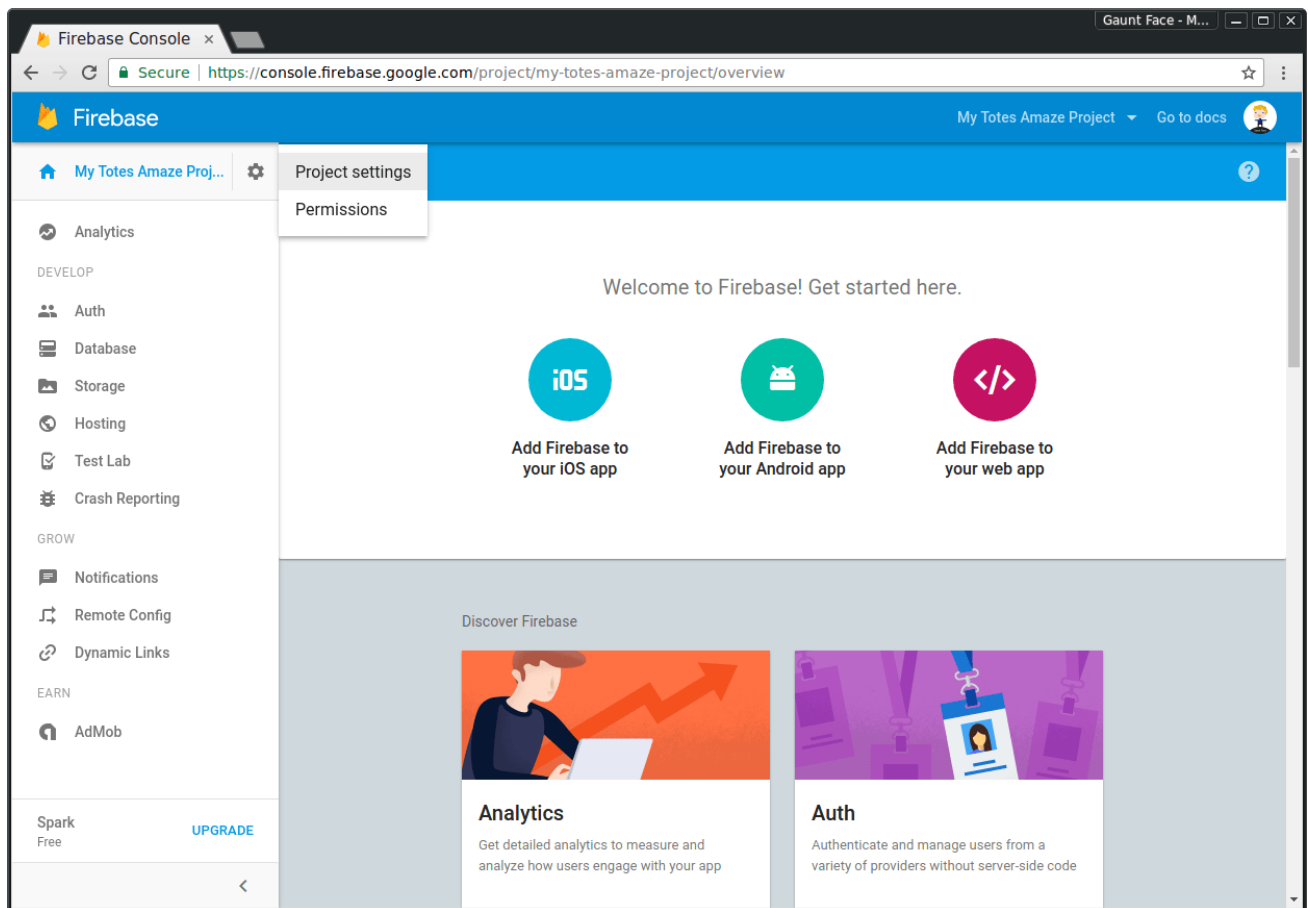 Gaunt Face - M...
Firebase Console
Secure https://console.firebase.google.com/project/my-totes-amaze-project/overview
Firebase
My Totes Amaze Project
Go to docs
My Totes Amaze Proj...
Project settings
Permissions
Analytics
DEVELOP
Auth
Database
Storage
Hosting
Test Lab
Crash Reporting
GROW
Notifications
Remote Config
Dynamic Links
EARN
AdMob
Spark
Free
UPGRADE
Welcome to Firebase! Get started here.
iOS
Add Firebase to
your iOS app
Add Firebase to
your Android app
</>
Add Firebase to
your web app
Discover Firebase
Analytics
Get detailed analytics to measure and
analyze how users engage with your app
Auth
Authenticate and manage users from a
variety of providers without server-side code